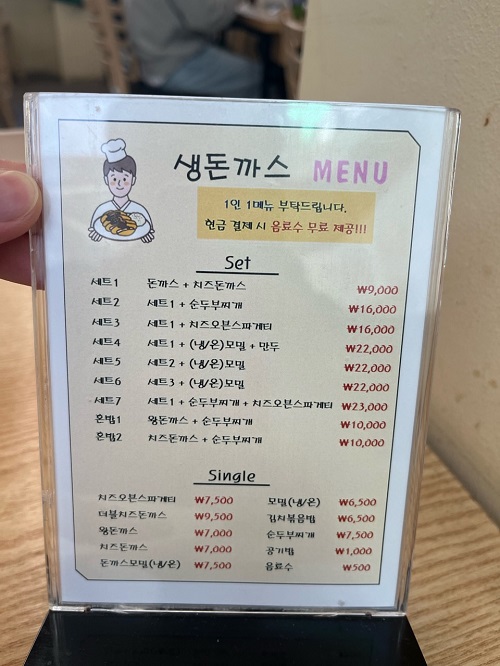 생돈까스 MENU
1인 1메뉴 부탁드립니다.
현금 결제 시 음료수 무료 제공!!!
Set
세트1 돈까스 + 치즈돈까스 ₩9,000
세트2 세트1 + 순두부찌개 ₩16,000
세트3 세트1 + 치즈오븐스파게티 ₩16,000
세트4 세트1 + (냉/온)모밀 + 만두 ₩22,000
세트5 세트2 + (냉/온)모밀 ₩22,000
세트6 세트3 + (냉/온)모밀 ₩22,000
세트7 세트1 + 순두부찌개 + 치즈오븐스파게티 ₩23,000
혼밥1 왕돈까스 + 순두부찌개 ₩10,000
혼밥2 치즈돈까스 + 순두부찌개 ₩10,000
Single
치즈오븐스파게티 ₩7,500 모밀(냉/온) ₩6,500
더블치즈돈까스 ₩9,500 김치볶음밥 ₩6,500
왕돈까스 ₩7,000 순두부찌개 ₩7,500
치즈돈까스 ₩7,000 공기밥 ₩1,000
돈까스모밀(냉/온) ₩7,500 음료수 ₩500